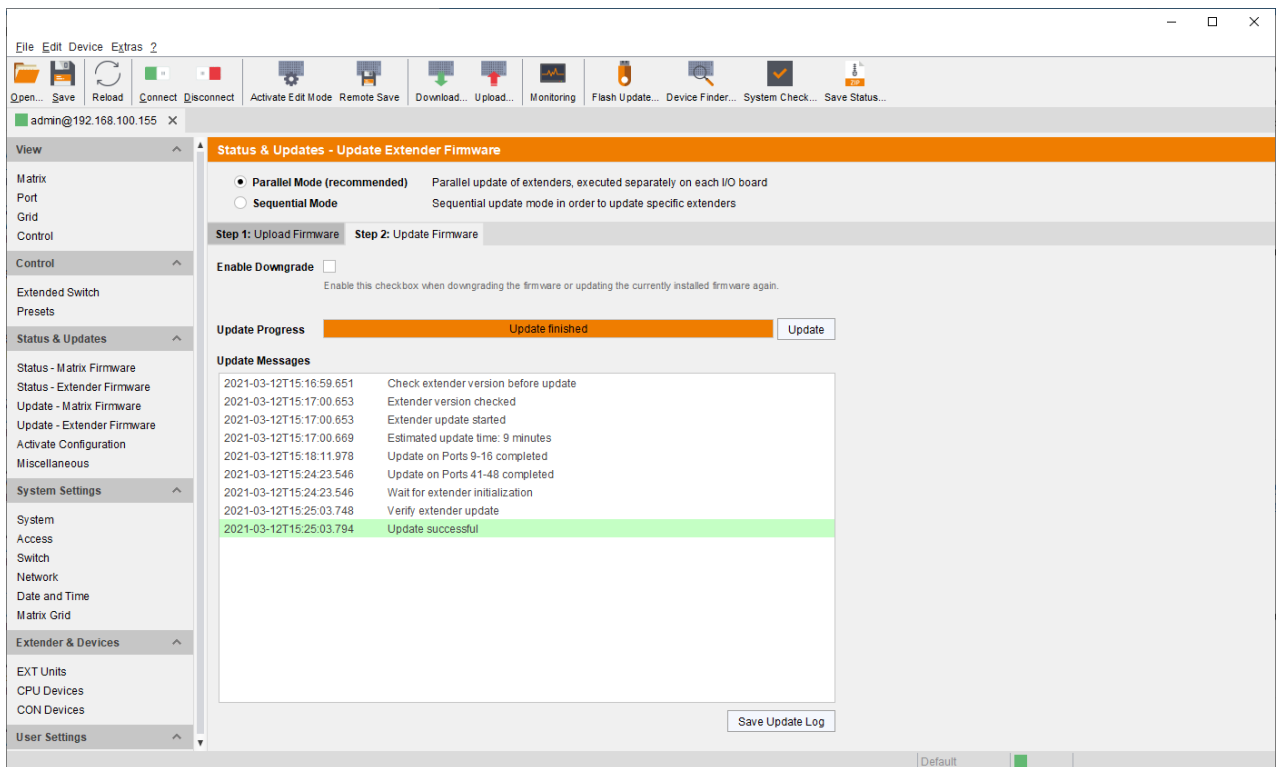 File Edit Device Extras ?
Open... Save Reload Connect Disconnect Activate Edit Mode Remote Save Download... Upload... Monitoring Flash Update... Device Finder... System Check... Save Status...
ZIP
admin@192.168.100.155
View
Matrix
Port
Grid
Control
Control
Extended Switch
Presets
Status & Updates
Status - Matrix Firmware
Status - Extender Firmware
Update - Matrix Firmware
Update - Extender Firmware
Activate Configuration
Miscellaneous
System Settings
System
Access
Switch
Network
Date and Time
Matrix Grid
Extender & Devices
EXT Units
CPU Devices
CON Devices
User Settings
Status & Updates - Update Extender Firmware
Parallel Mode (recommended) Parallel update of extenders, executed separately on each I/O board
Sequential Mode Sequential update mode in order to update specific extenders
Step 1: Upload Firmware Step 2: Update Firmware
Enable Downgrade
Enable this checkbox when downgrading the firmware or updating the currently installed firmware again.
Update Progress Update finished Update
Update Messages
2021-03-12T15:16:59.651 Check extender version before update
2021-03-12T15:17:00.653 Extender version checked
2021-03-12T15:17:00.653 Extender update started
2021-03-12T15:17:00.669 Estimated update time: 9 minutes
2021-03-12T15:18:11.978 Update on Ports 9-16 completed
2021-03-12T15:24:23.546 Update on Ports 41-48 completed
2021-03-12T15:24:23.546 Wait for extender initialization
2021-03-12T15:25:03.748 Verify extender update
2021-03-12T15:25:03.794 Update successful
Save Update Log
Default